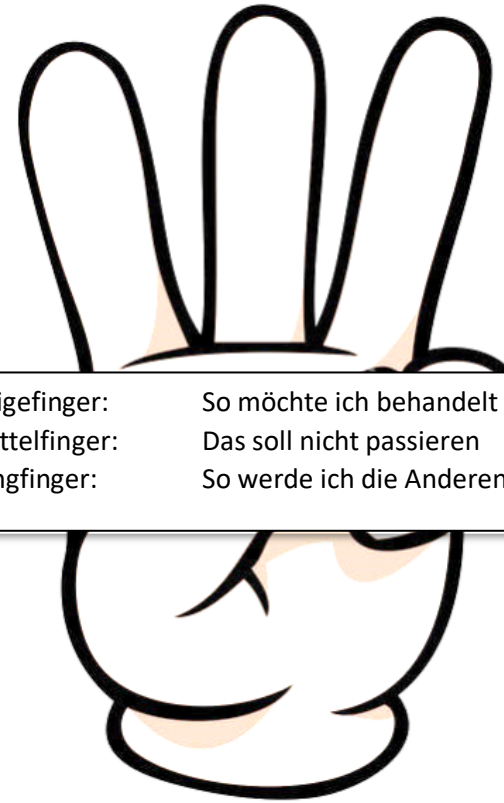 igefinger: So möchte ich behandelt
ttelfinger: Das soll nicht passieren
ngfinger: So werde ich die Anderen